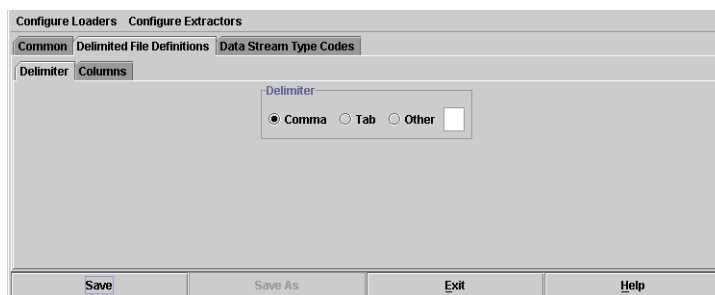 Configure Loaders Configure Extractors
Common Delimited File Definitions Data Stream Type Codes
Delimiter Columns
Delimiter
Comma Tab Other
Save Save As Exit Help